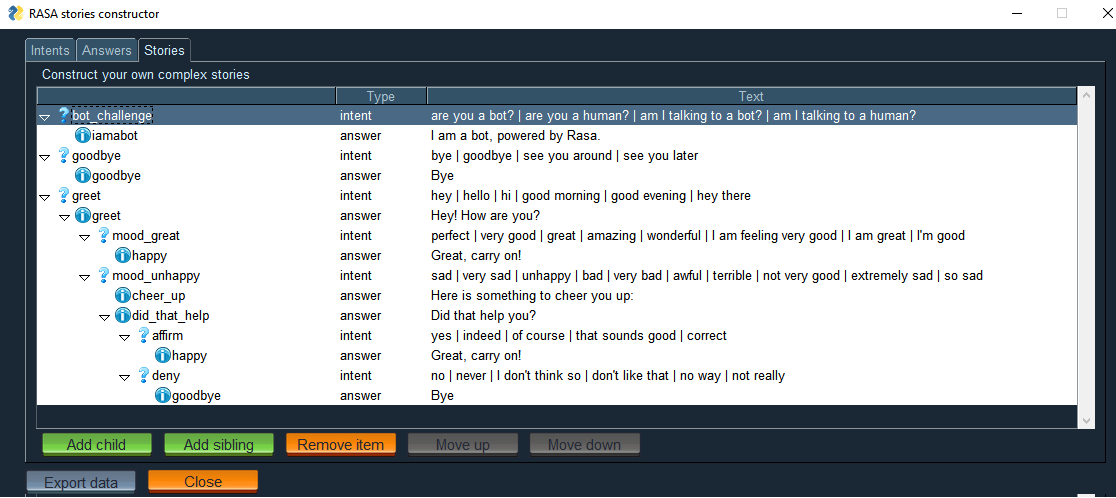 RASA stories constructor
Intents Answers Stories
Construct your own complex stories
Type Text
bot_challenge intent are you a bot? | are you a human? | am I talking to a bot? | am I talking to a human?
iamabot answer I am a bot, powered by Rasa.
goodbye intent bye | goodbye | see you around | see you later
goodbye answer Bye
greet intent hey | hello | hi | good morning | good evening | hey there
greet answer Hey! How are you?
mood_great intent perfect | very good | great | amazing | wonderful | I am feeling very good | I am great | I'm good
happy answer Great, carry on!
mood_unhappy intent sad | very sad | unhappy | bad | very bad | awful | terrible | not very good | extremely sad | so sad
cheer_up answer Here is something to cheer you up:
did_that_help answer Did that help you?
affirm intent yes | indeed | of course | that sounds good | correct
happy answer Great, carry on!
deny intent no | never | I don't think so | don't like that | no way | not really
goodbye answer Bye
Add child Add sibling Remove item Move up Move down
Export data Close